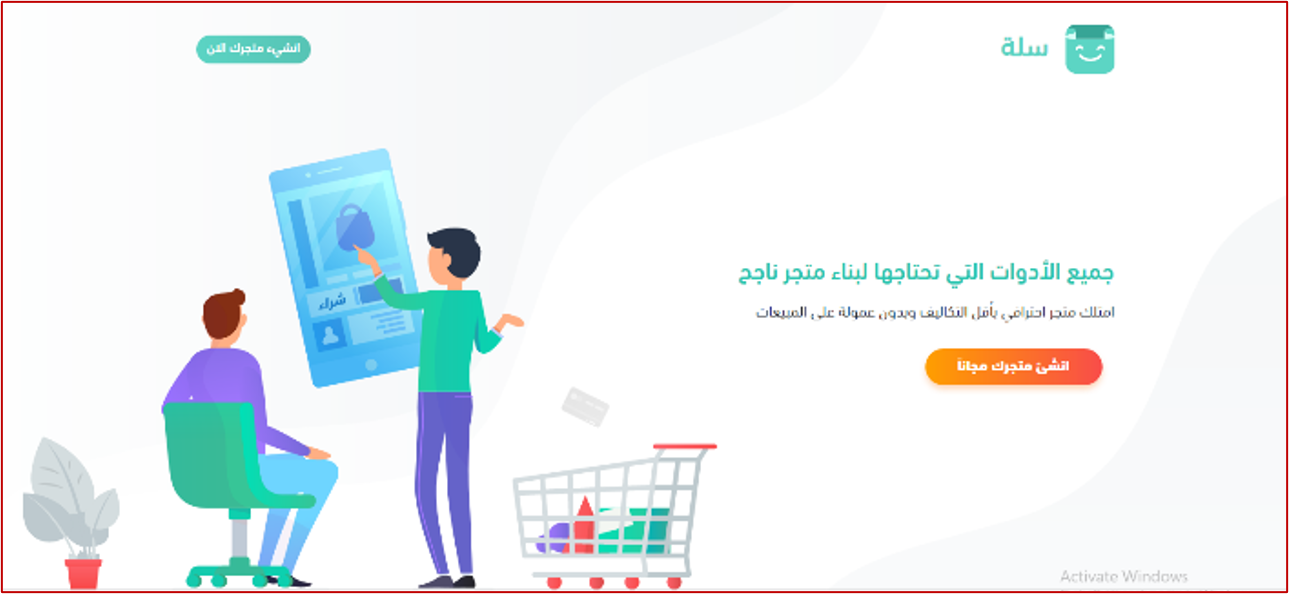 سلة
انشيء متجرك الان
جميع الأدوات التي تحتاجها لبناء متجر ناجح
امتلك متجر احترافي بأقل التكاليف وبدون عمولة على المبيعات
انشئ متجرك مجاناً
شراء
Activate Windows